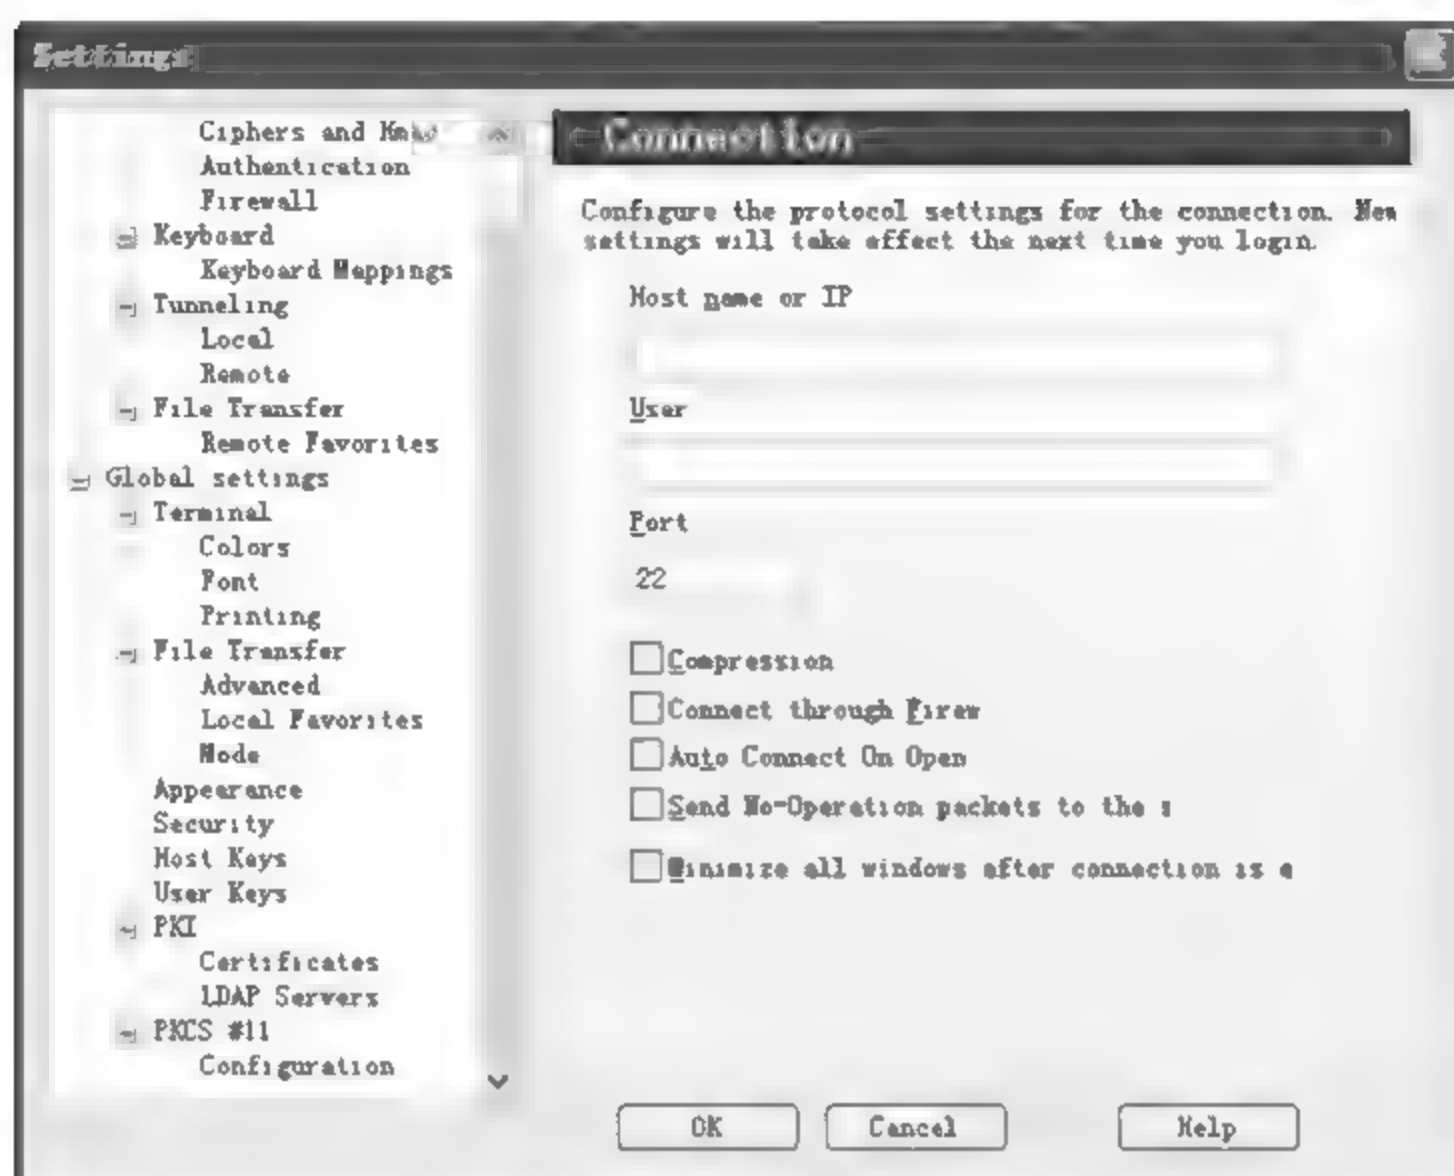 Settings
Ciphers and
Authentication
Firewall
Keyboard
Keyboard Mappings
Tunneling
Local
Remote
File Transfer
Remote Favorites
Global settings
Terminal
Colors
Font
Printing
File Transfer
Advanced
Local Favorites
Mode
Appearance
Security
Host Keys
User Keys
PKI
Certificates
LDAP Servers
PKCS #11
Configuration
Connection
Configure the protocol settings for the connection. New
settings will take effect the next time you login.
Host name or IP
User
Port
22
Compression
Connect through Firew
Auto Connect On Open
Send No-Operation packets to the s
Minimize all windows after connection is e
OK
Cancel
Help